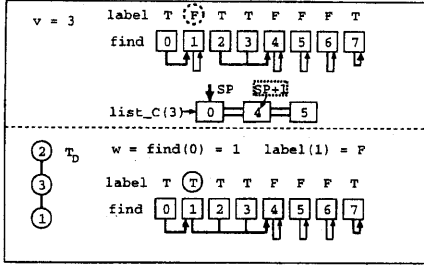 v = 3
label T F T T F F F T
find 0 1 2 3 4 5 6 7
SP SP+1
list_C(3) 0 4 5
2 T_D w = find(0) = 1 label(1) = F
3
label T T T T F F F T
1 find 0 1 2 3 4 5 6 7